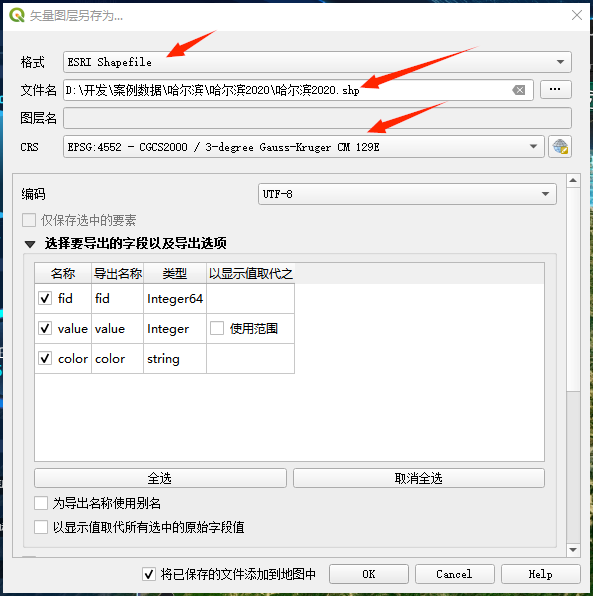 矢量图层另存为...
格式 ESRI Shapefile
文件名 D:\开发\案例数据\哈尔滨\哈尔滨2020\哈尔滨2020.shp ...
图层名
CRS EPSG:4552 - CGCS2000 / 3-degree Gauss-Kruger CM 129E
编码 UTF-8
仅保存选中的要素
选择要导出的字段以及导出选项
名称 导出名称 类型 以显示值取代之
fid fid Integer64
value value Integer 使用范围
color color string
全选 取消全选
为导出名称使用别名
以显示值取代所有选中的原始字段值
将已保存的文件添加到地图中 OK Cancel Help